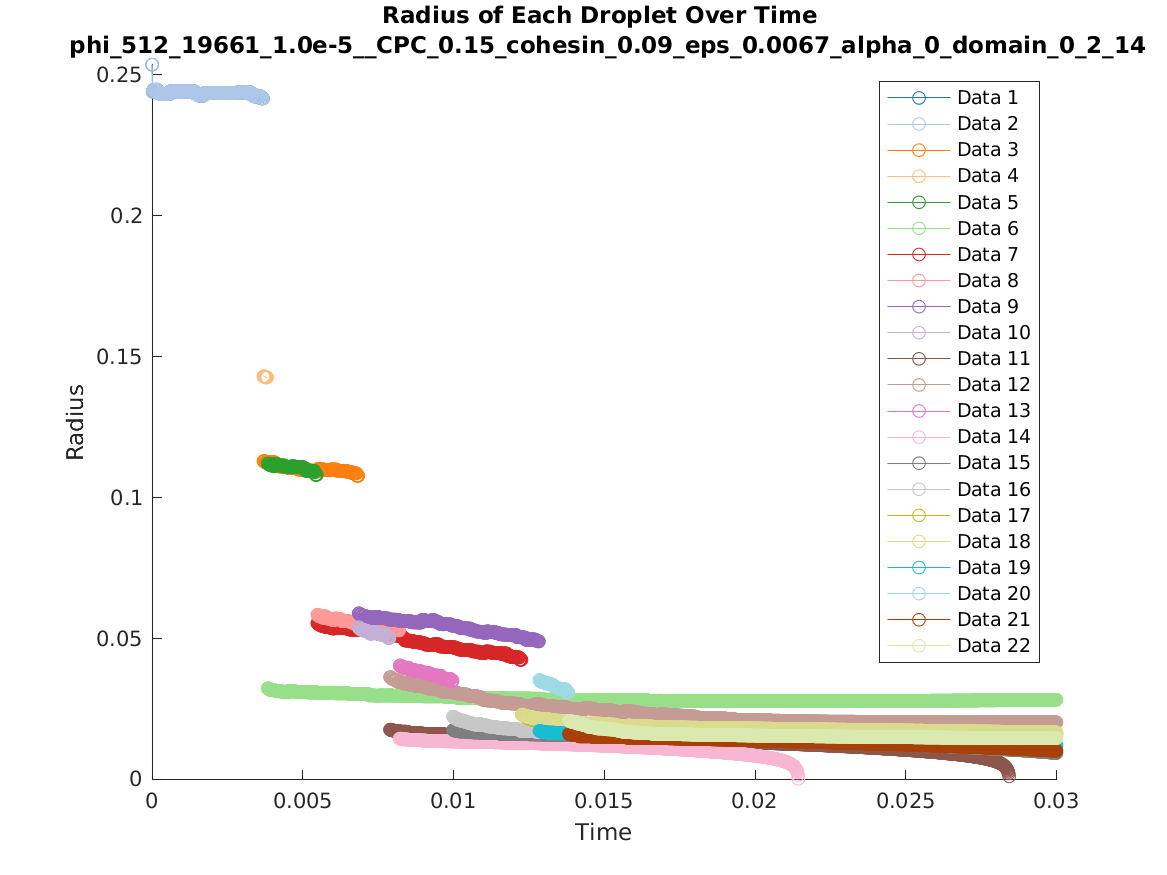 Radius of Each Droplet Over Time
phi_512_19661_1.0e-5__CPC_0.15_cohesin_0.09_eps_0.0067_alpha_0_domain_0_2_14
0.25
0.2
0.15
0.1
0.05
0
Radius
0
0.005
0.01
0.015
0.02
0.025
0.03
Time
Data 1
Data 2
Data 3
Data 4
Data 5
Data 6
Data 7
Data 8
Data 9
Data 10
Data 11
Data 12
Data 13
Data 14
Data 15
Data 16
Data 17
Data 18
Data 19
Data 20
Data 21
Data 22